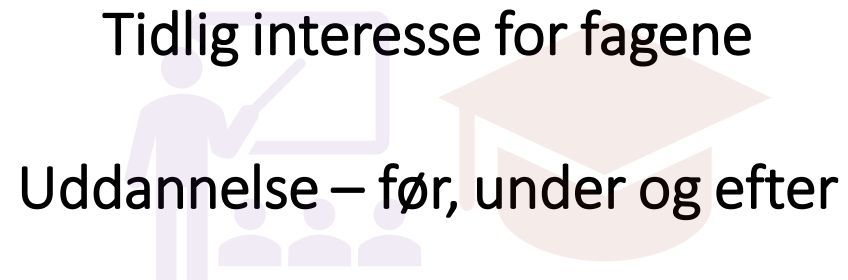 Tidlig interesse for fagene
Uddannelse – før, under og efter